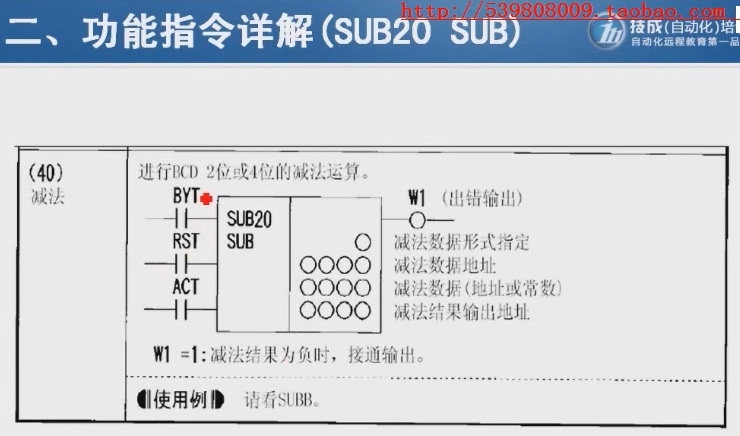 http://539808009.taobao.com
二、功能指令详解(SUB20 SUB)
技成(自动化)培
自动化远程教育第一品
(40)
减法
进行BCD 2位或4位的减法运算。
BYT
W1 (出错输出)
SUB20
SUB
RST
减法数据形式指定
减法数据地址
ACT
减法数据(地址或常数)
减法结果输出地址
W1 =1:减法结果为负时，接通输出。
使用例 请看SUBB。